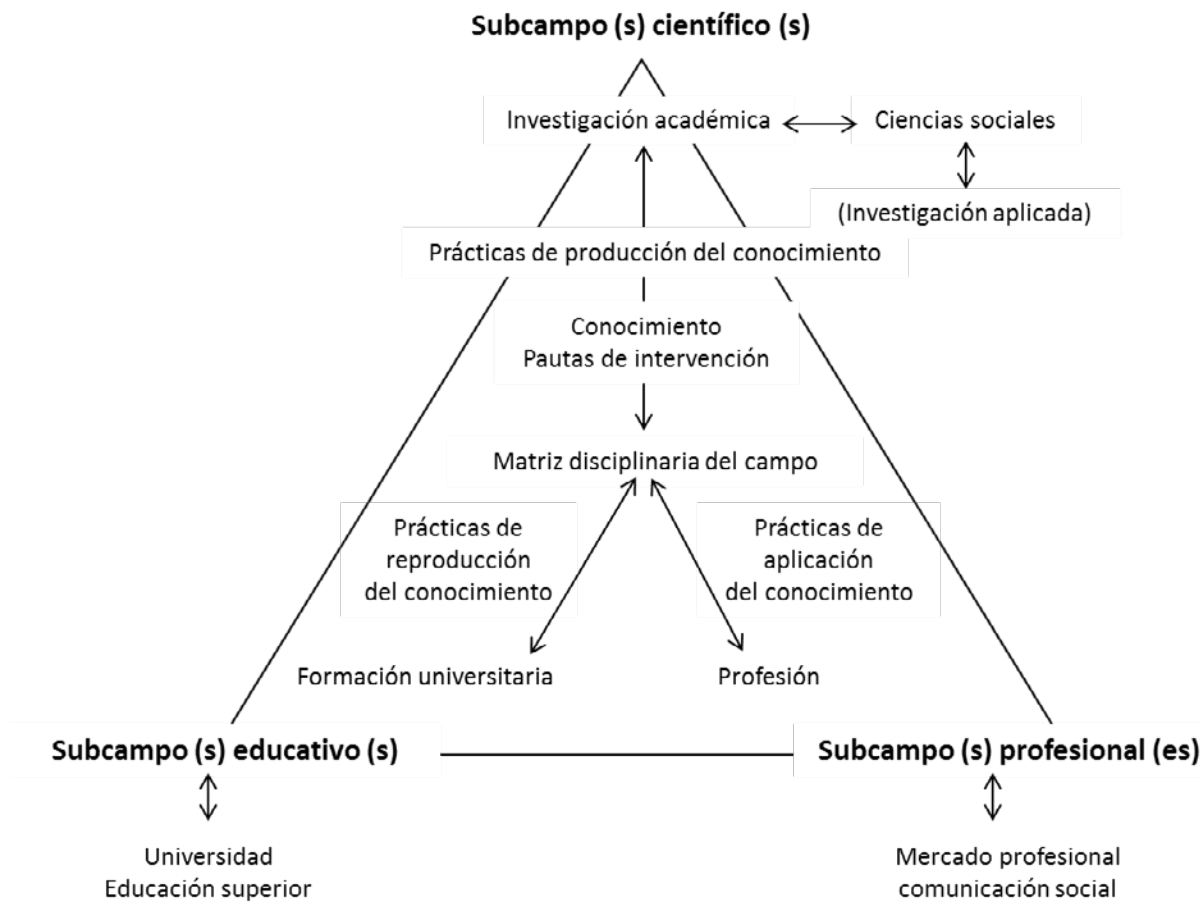 Subcampo (s) científico (s)
Investigación académica
Ciencias sociales
(Investigación aplicada)
Prácticas de producción del conocimiento
Conocimiento
Pautas de intervención
Matriz disciplinaria del campo
Prácticas de
reproducción
del conocimiento
Prácticas de
aplicación
del conocimiento
Formación universitaria
Profesión
Subcampo (s) educativo (s)
Subcampo (s) profesional (es)
Universidad
Educación superior
Mercado profesional
comunicación social